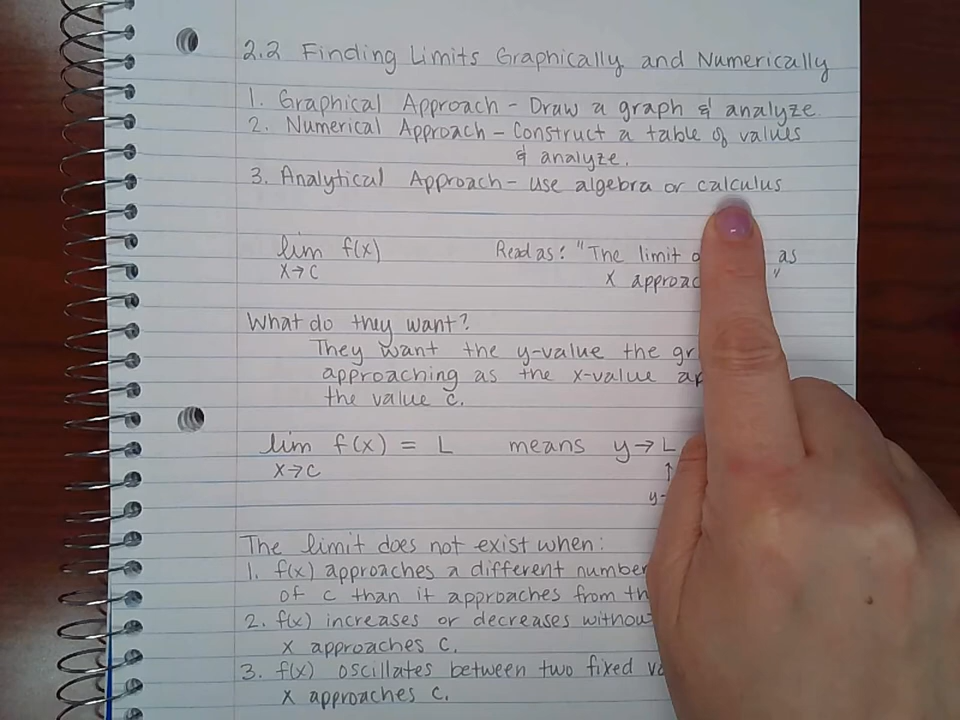 2.2 Finding Limits Graphically and Numerically
1. Graphical Approach - Draw a graph & analyze.
2. Numerical Approach - Construct a table of values
& analyze.
3. Analytical Approach - Use algebra or calculus
lim f(x) Read as: "The limit as
x→c x "
What do they want?
They want the y-value the
approaching as the x-value
the value c.
lim f(x) = L means y→L
x→c ↑
y-
The limit does not exist when:
1. f(x) approaches a different number
of c than it approaches from
2. f(x) increases or decreases
x approaches c.
3. f(x) oscillates between two fixed
x approaches c.